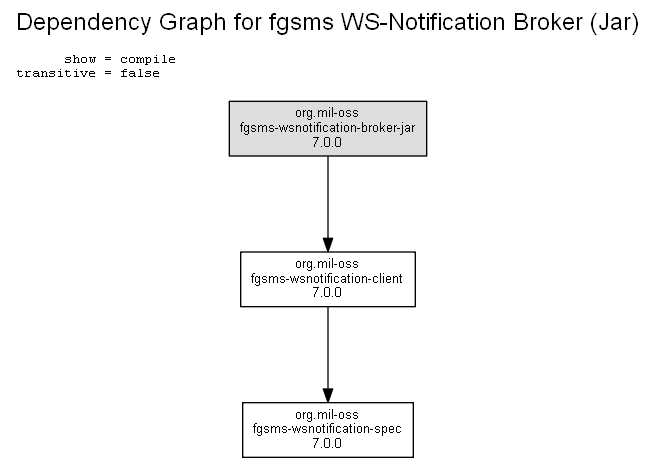 Dependency Graph for fgsms WS-Notification Broker (Jar)
show = compile
transitive = false
org.mil-oss
fgsms-wsnotification-broker-jar
7.0.0
org.mil-oss
fgsms-wsnotification-client
7.0.0
org.mil-oss
fgsms-wsnotification-spec
7.0.0